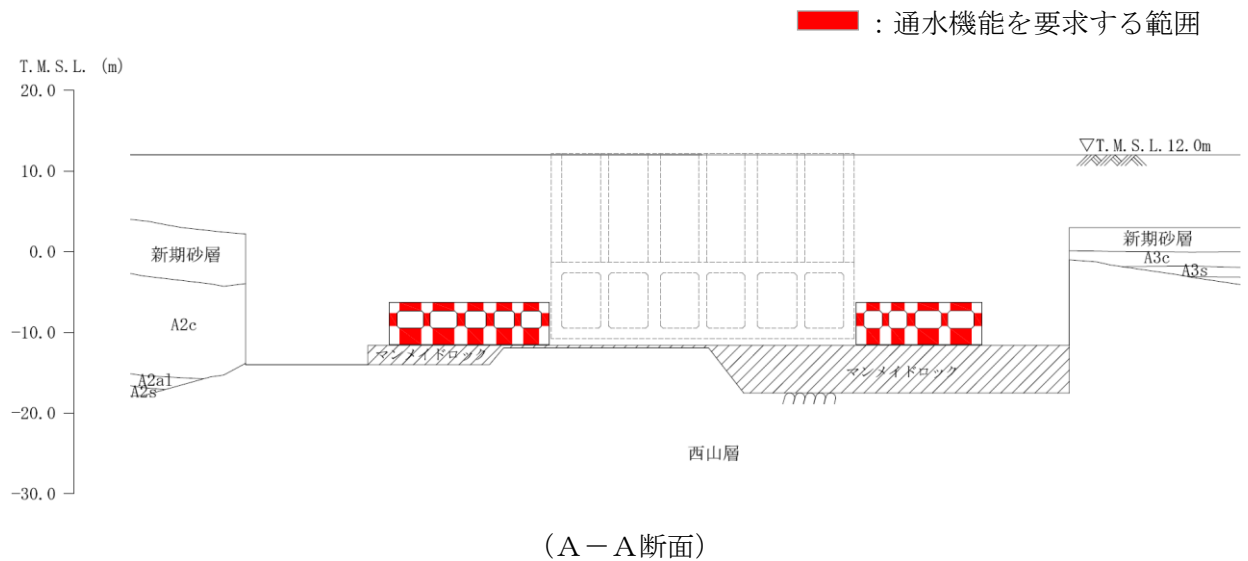 ：通水機能を要求する範囲
T.M.S.L. (m)
20.0
10.0
0.0
-10.0
-20.0
-30.0
▽T.M.S.L.12.0m
新期砂層
A2c
A2a1
A2s
新期砂層
A3c
A3s
マンメイドロック
マンメイドロック
西山層
（Ａ－Ａ断面）